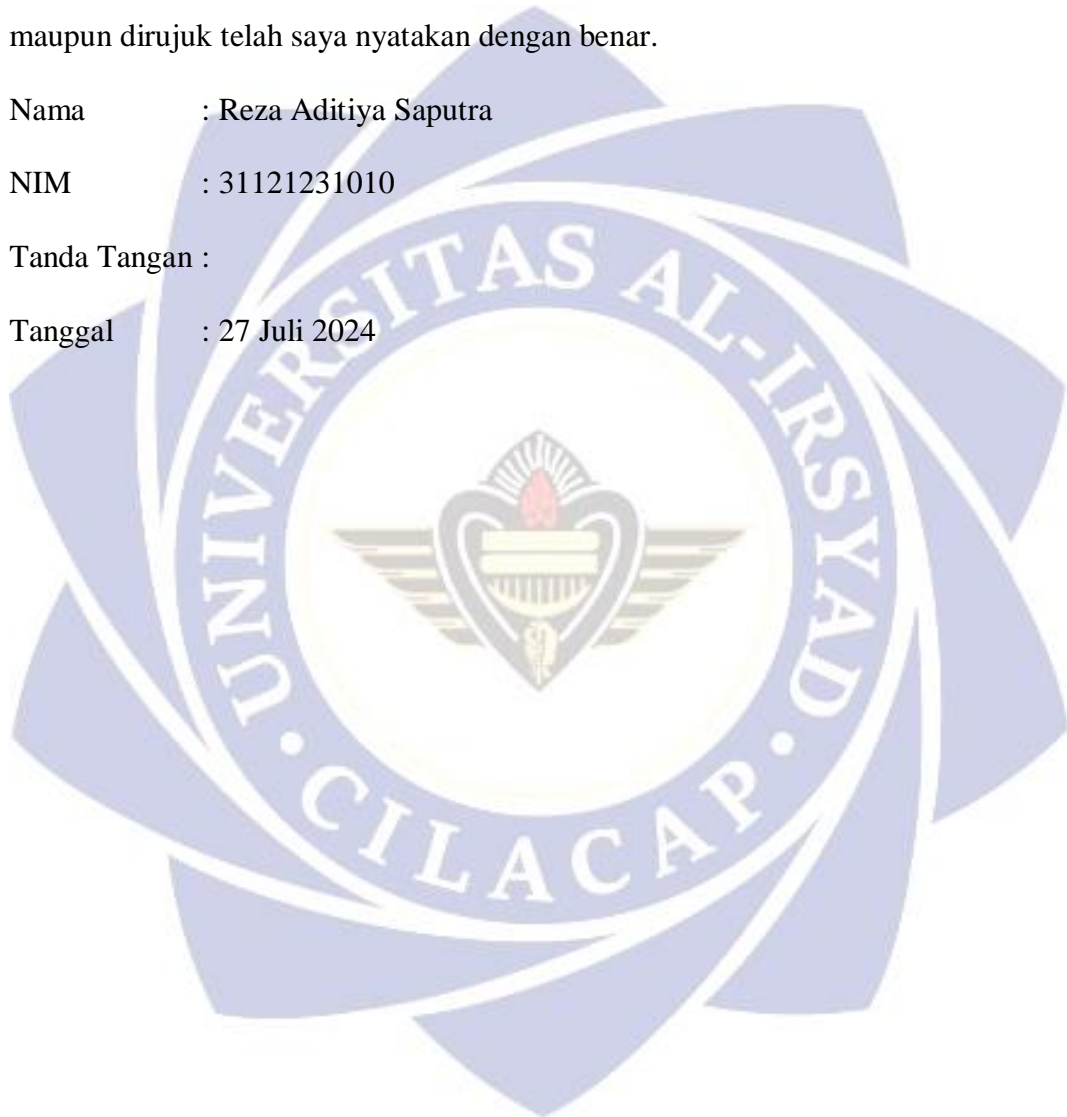 maupun dirujuk telah saya nyatakan dengan benar.
Nama : Reza Aditiya Saputra
NIM : 31121231010
Tanda Tangan :
Tanggal : 27 Juli 2024
UNIVERSITAS AL-IRSYAD
• CILACAP •